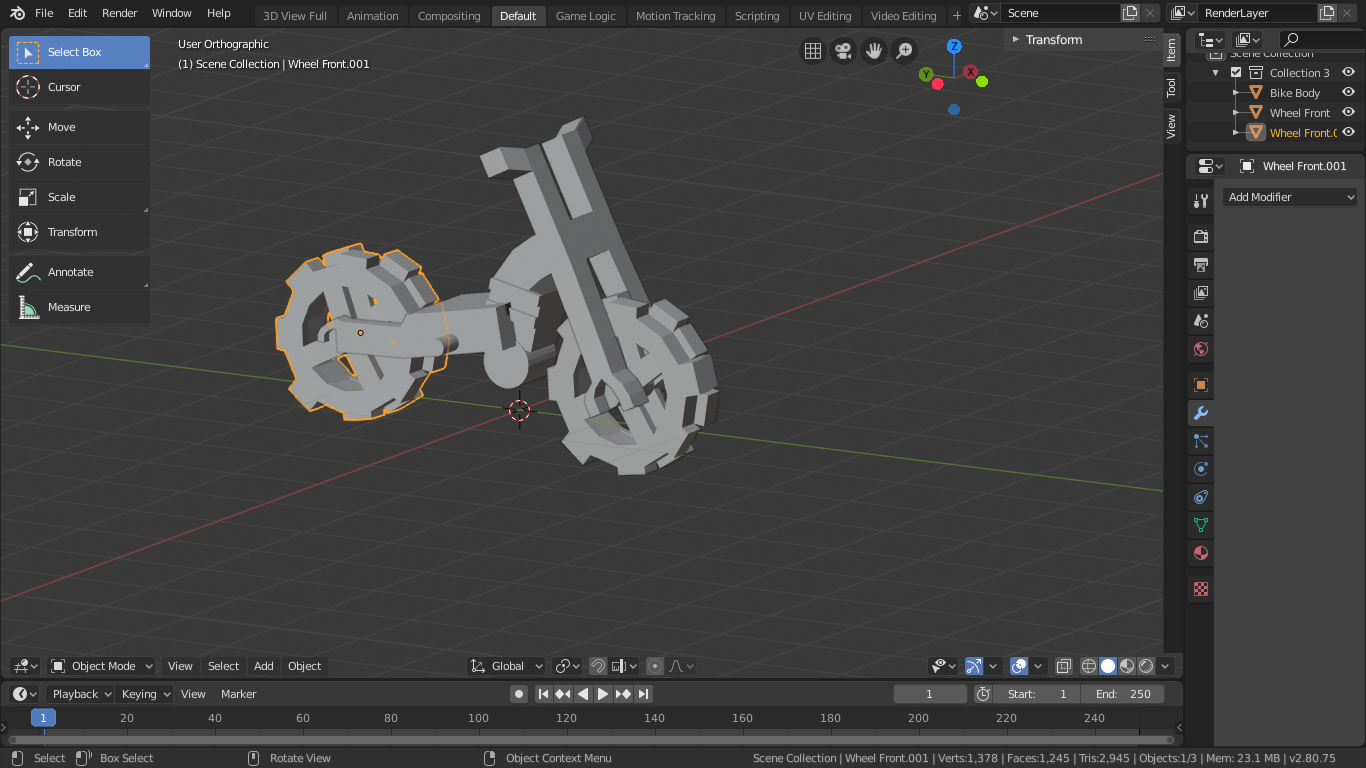 File Edit Render Window Help 3D View Full Animation Compositing Default Game Logic Motion Tracking Scripting UV Editing Video Editing + Scene RenderLayer
Select Box
Cursor
Move
Rotate
Scale
Transform
Annotate
Measure
User Orthographic
(1) Scene Collection | Wheel Front.001
Transform
Z
Y
X
Item
Tool
View
Scene Collection
Collection 3
Bike Body
Wheel Front
Wheel Front.0
Wheel Front.001
Add Modifier
Object Mode View Select Add Object Global
Playback Keying View Marker 1 Start: 1 End: 250
1 20 40 60 80 100 120 140 160 180 200 220 240
Select Box Select Rotate View Object Context Menu Scene Collection | Wheel Front.001 | Verts:1,378 | Faces:1,245 | Tris:2,945 | Objects:1/3 | Mem: 23.1 MB | v2.80.75